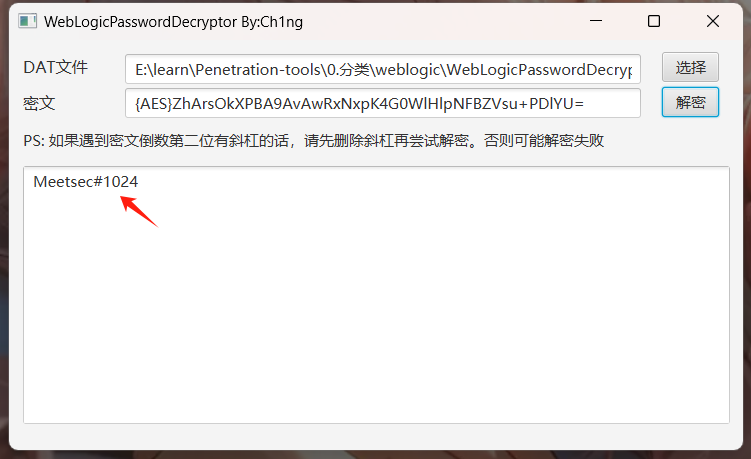 WebLogicPasswordDecryptor By:Ch1ng
DAT文件 E:\learn\Penetration-tools\0.分类\weblogic\WebLogicPasswordDecryp 选择
密文 {AES}ZhArsOkXPBA9AvAwRxNxpK4G0WlHlpNFBZVsu+PDlYU= 解密
PS: 如果遇到密文倒数第二位有斜杠的话，请先删除斜杠再尝试解密。否则可能解密失败
Meetsec#1024